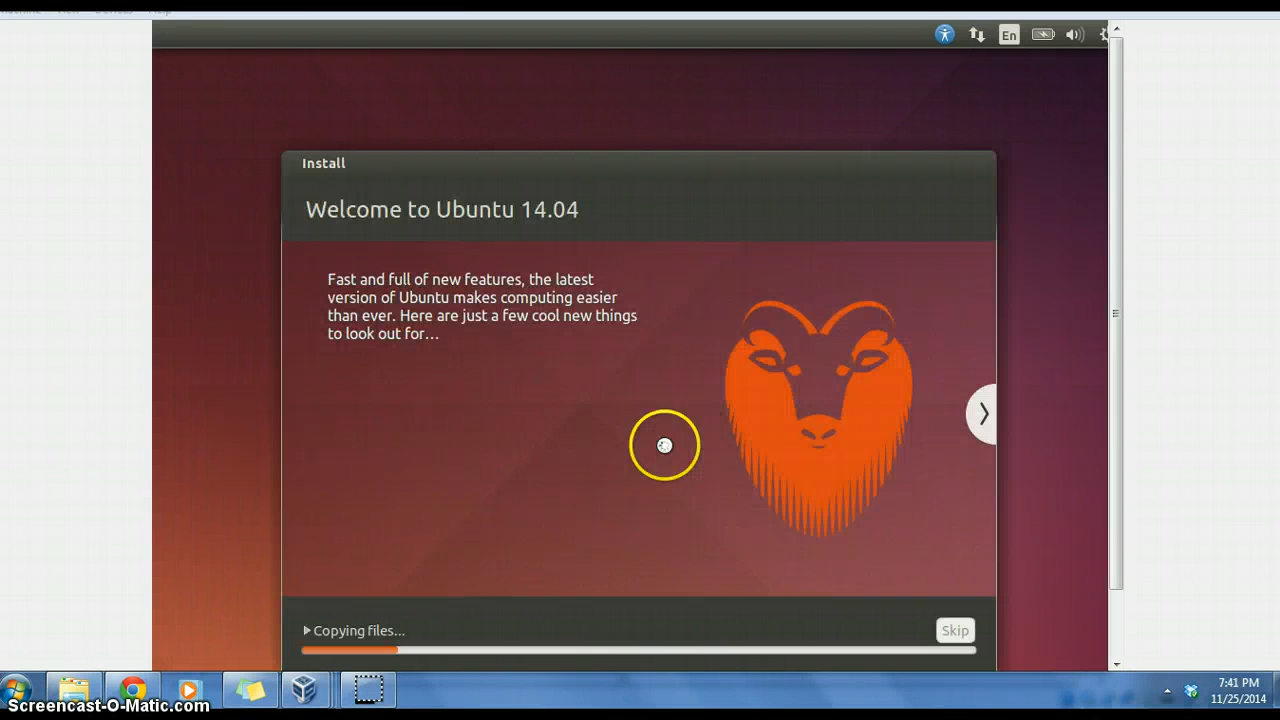 En
Install
Welcome to Ubuntu 14.04
Fast and full of new features, the latest
version of Ubuntu makes computing easier
than ever. Here are just a few cool new things
to look out for…
Copying files...
Skip
7:41 PM
11/25/2014
Screencast-O-Matic.com